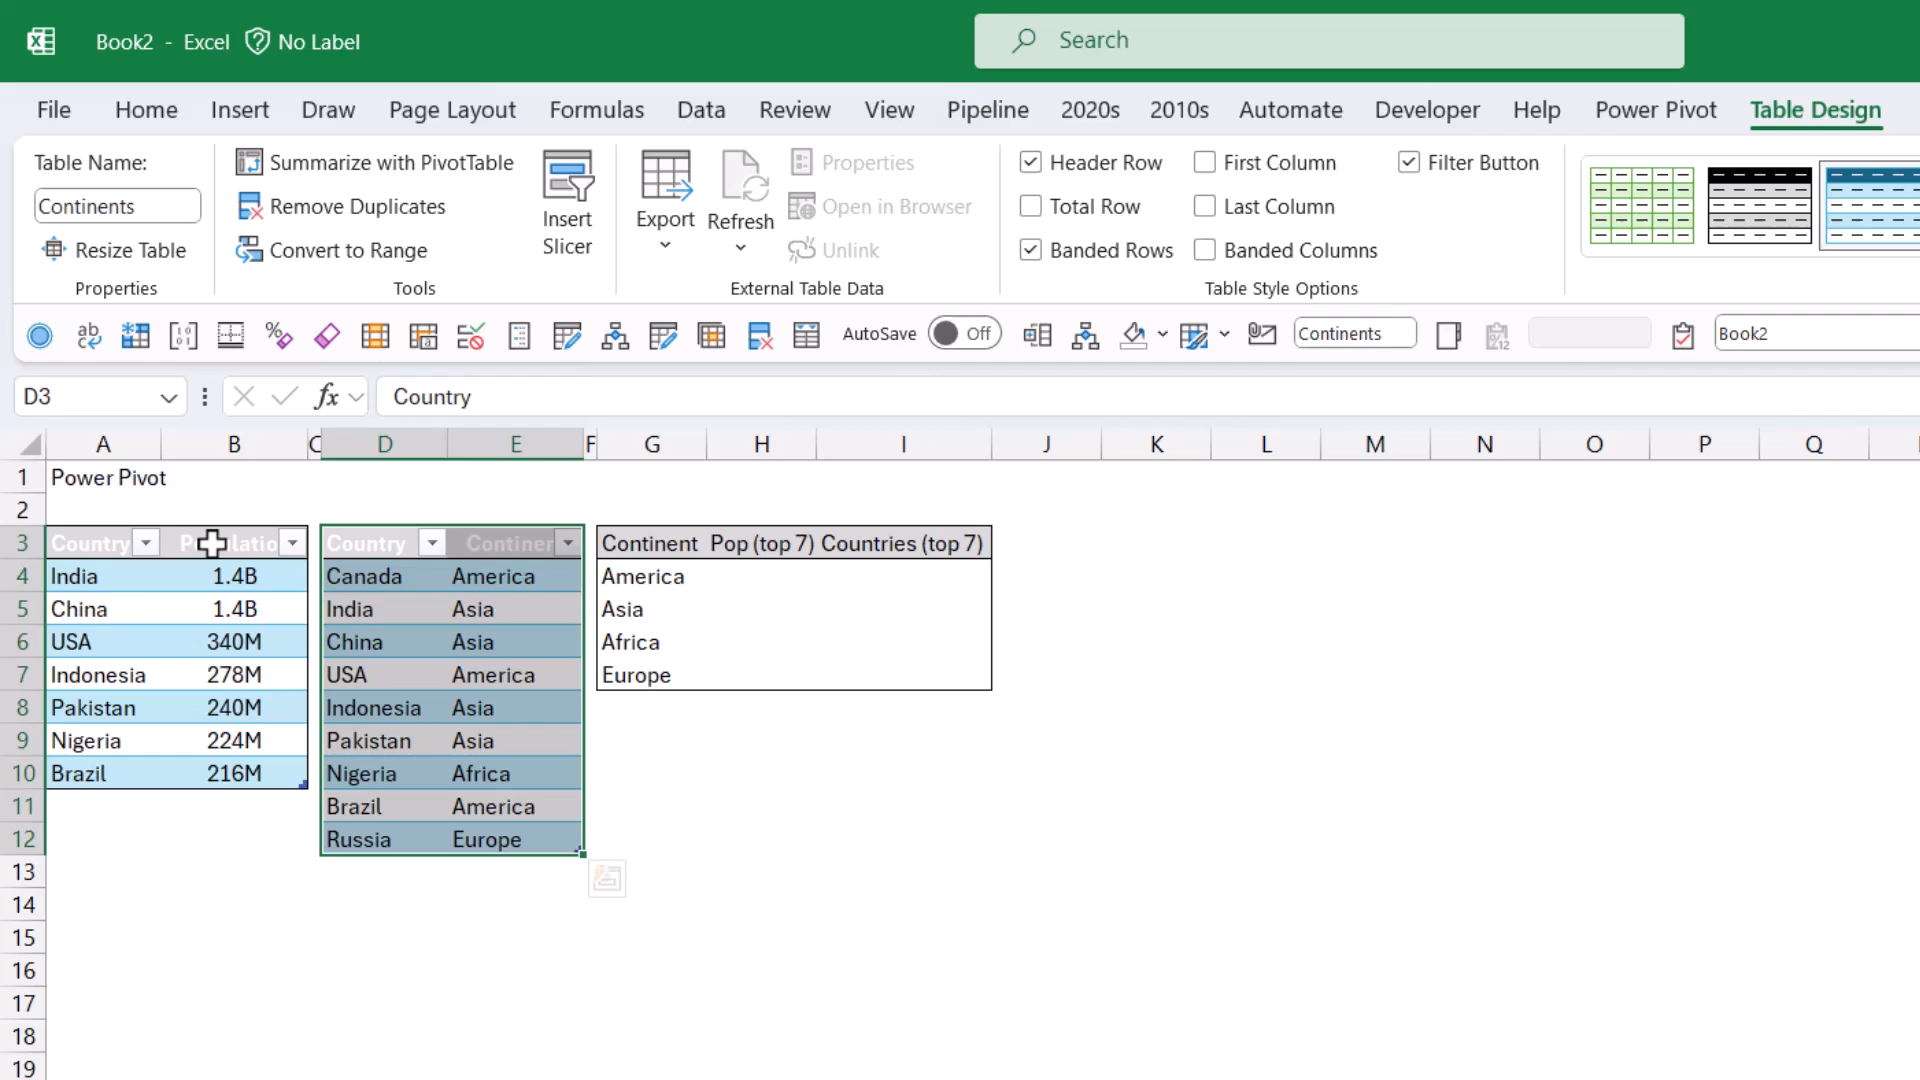 Book2 - Excel No Label
Search
File Home Insert Draw Page Layout Formulas Data Review View Pipeline 2020s 2010s Automate Developer Help Power Pivot Table Design
Table Name:
Continents
Resize Table
Properties
Summarize with PivotTable
Remove Duplicates
Convert to Range
Tools
Insert
Slicer
Export Refresh
Properties
Open in Browser
Unlink
External Table Data
Header Row First Column Filter Button
Total Row Last Column
Banded Rows Banded Columns
Table Style Options
AutoSave Off Continents Book2
D3 fx Country
A B C D E F G H I J K L M N O P Q
1 Power Pivot
2
3 Country Country Continent Pop (top 7) Countries (top 7)
4 India 1.4B Canada America America
5 China 1.4B India Asia Asia
6 USA 340M China Asia Africa
7 Indonesia 278M USA America Europe
8 Pakistan 240M Indonesia Asia
9 Nigeria 224M Pakistan Asia
10 Brazil 216M Nigeria Africa
11 Brazil America
12 Russia Europe
13
14
15
16
17
18
19